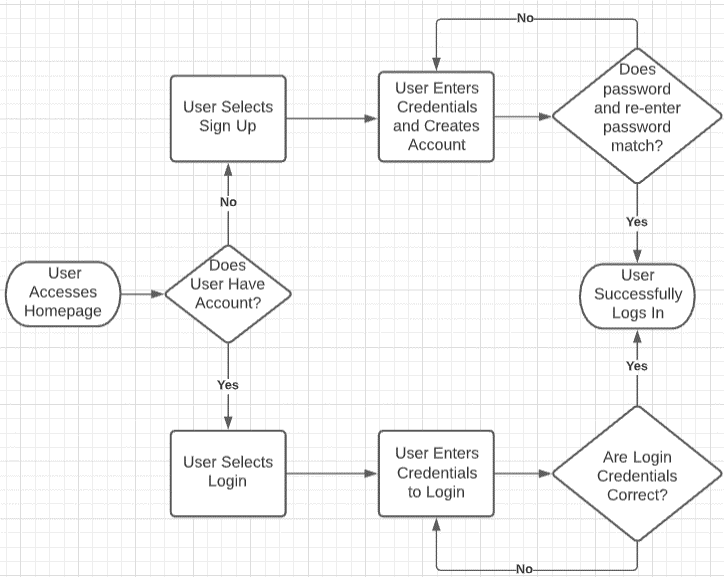 No
Does
password
and re-enter
password
match?
User Selects
Sign Up
User Enters
Credentials
and Creates
Account
No
Yes
User
Accesses
Homepage
Does
User Have
Account?
User
Successfully
Logs In
Yes
Yes
User Selects
Login
User Enters
Credentials
to Login
Are Login
Credentials
Correct?
No